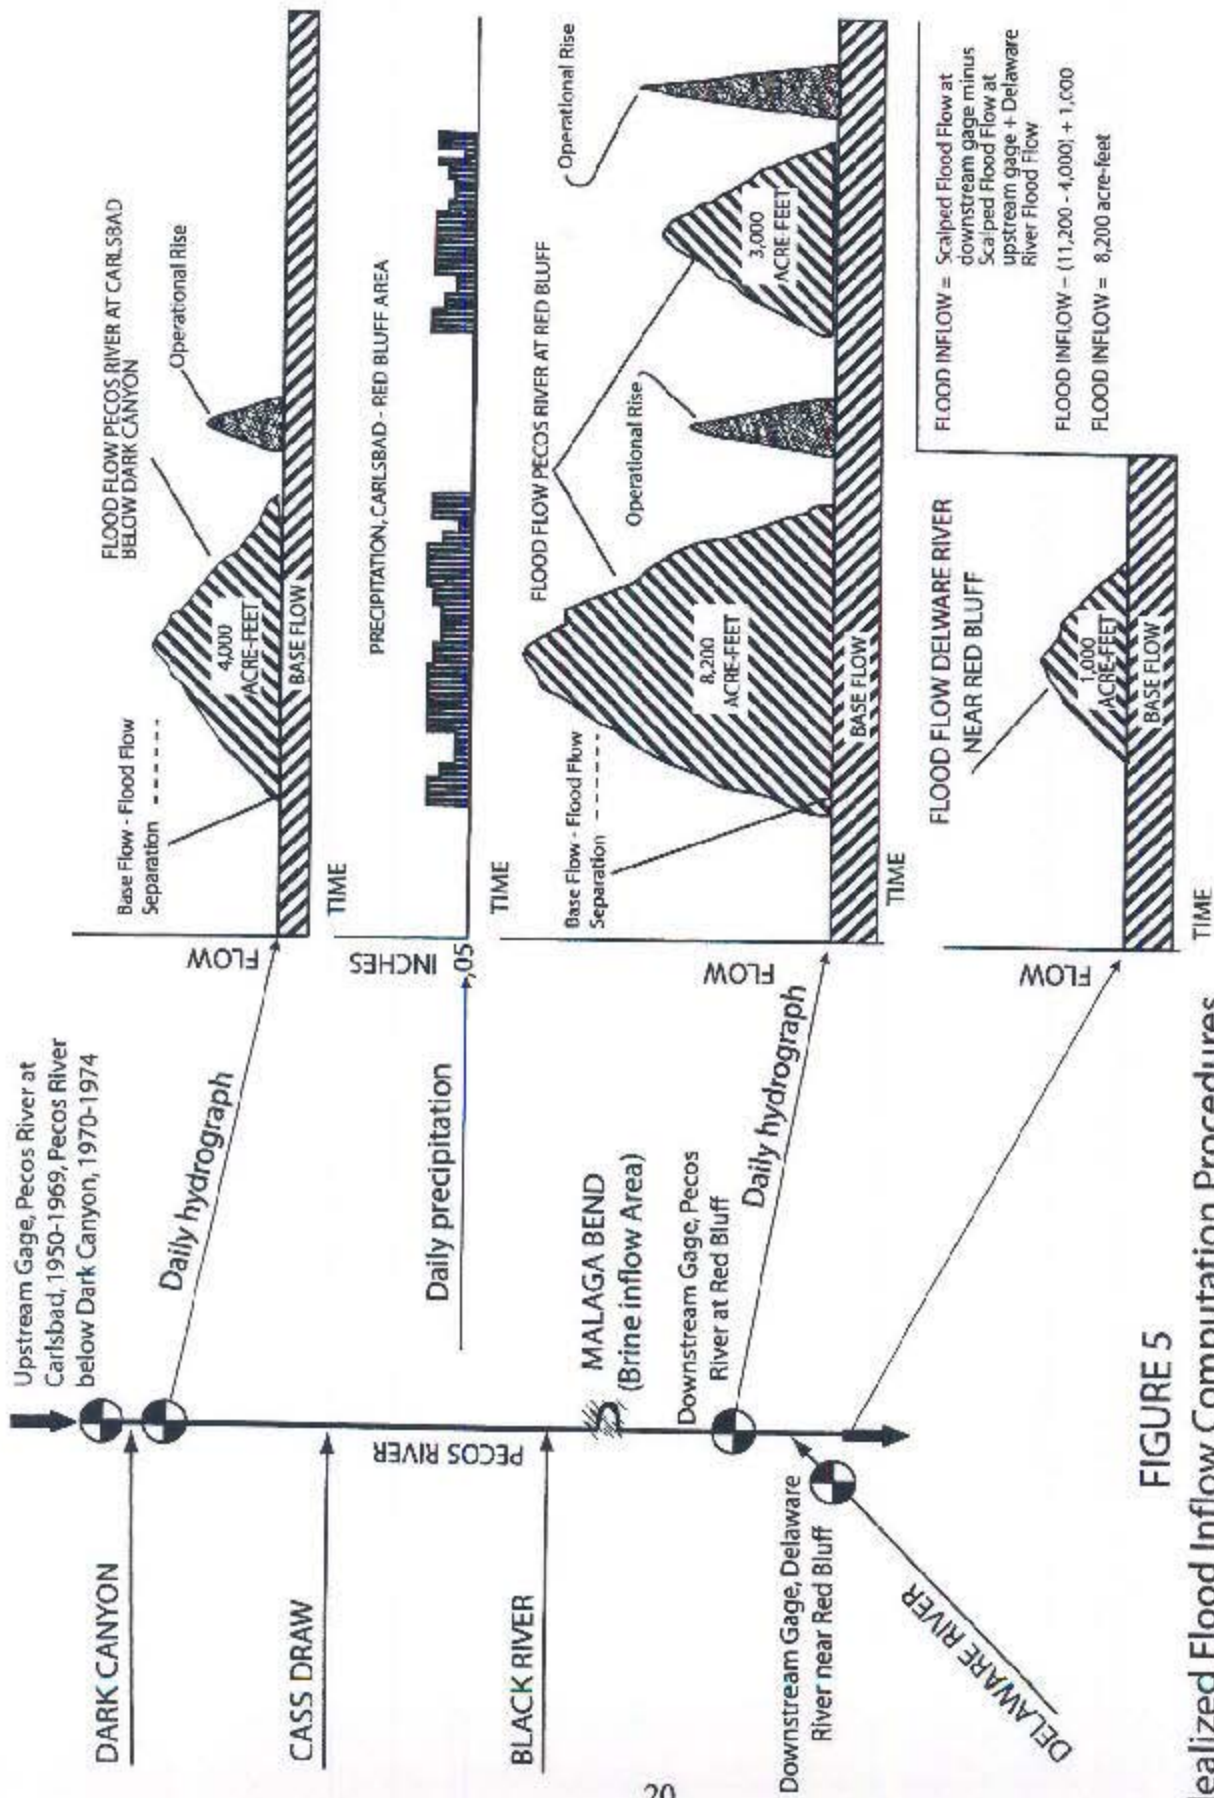 Upstream Gage, Pecos River at
Carlsbad, 1950-1969, Pecos River
below Dark Canyon, 1970-1974
DARK CANYON
CASS DRAW
BLACK RIVER
PECOS RIVER
MALAGA BEND
(Brine inflow Area)
Downstream Gage, Pecos
River at Red Bluff
Downstream Gage, Delaware
River near Red Bluff
DELAWARE RIVER
Daily hydrograph
Daily precipitation
Daily hydrograph
FLOW
Base Flow - Flood Flow
Separation
FLOOD FLOW PECOS RIVER AT CARLSBAD
BELOW DARK CANYON
Operational Rise
4,000
ACRE-FEET
BASE FLOW
TIME
INCHES
.05
PRECIPITATION, CARLSBAD - RED BLUFF AREA
TIME
FLOW
Base Flow - Flood Flow
Separation
FLOOD FLOW PECOS RIVER AT RED BLUFF
Operational Rise
Operational Rise
8,200
ACRE-FEET
3,000
ACRE-FEET
BASE FLOW
TIME
FLOW
FLOOD FLOW DELWARE RIVER
NEAR RED BLUFF
1,000
ACRE-FEET
BASE FLOW
TIME
FLOOD INFLOW = Scalped Flood Flow at
downstream gage minus
Scalped Flood Flow at
upstream gage + Delaware
River Flood Flow
FLOOD INFLOW - (11,200 - 4,000) + 1,000
FLOOD INFLOW = 8,200 acre-feet
FIGURE 5
dealized Flood Inflow Computation Procedures
20